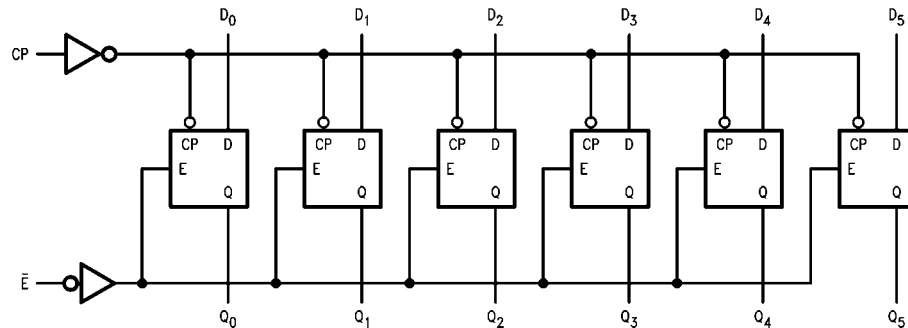 D₀ D₁ D₂ D₃ D₄ D₅
CP
CP D CP D CP D CP D CP D CP D
E E E E E E
Q Q Q Q Q Q
E̅
Q₀ Q₁ Q₂ Q₃ Q₄ Q₅